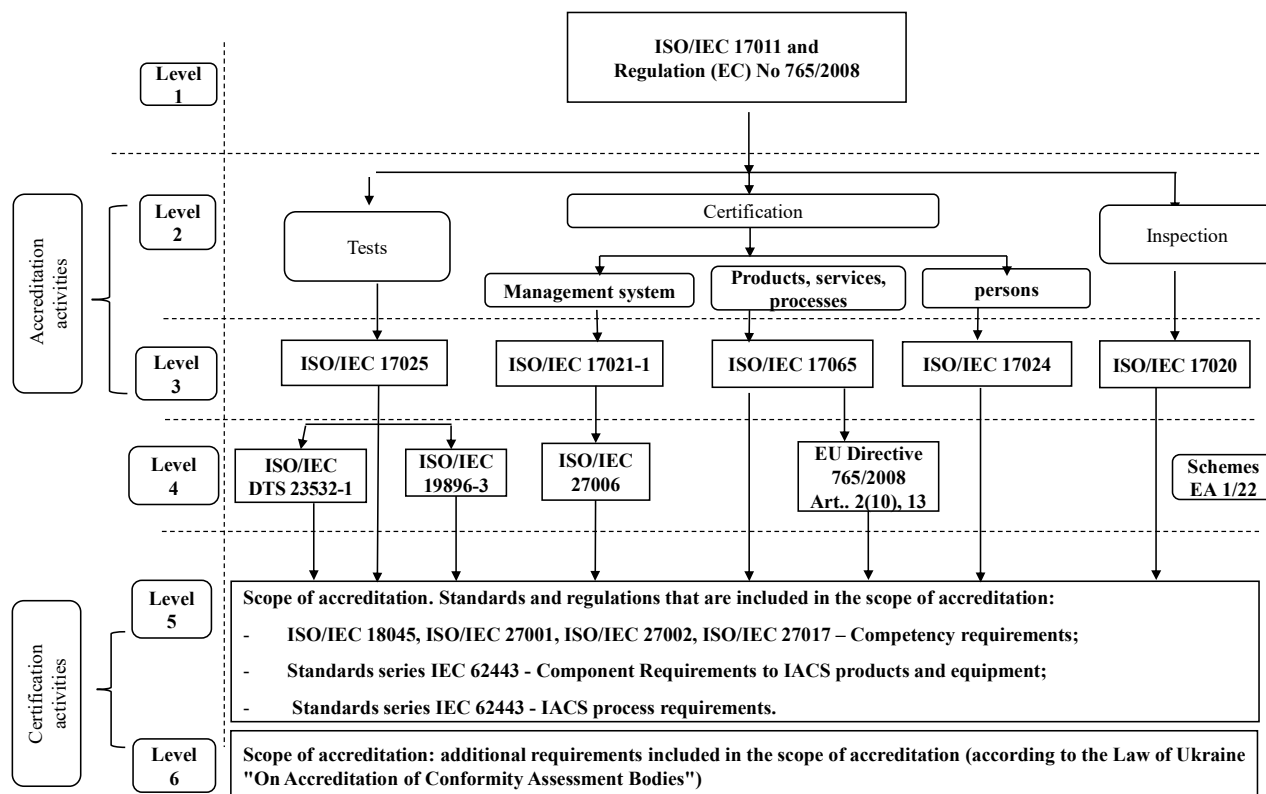 ISO/IEC 17011 and
Regulation (EC) No 765/2008
Level
1
Accreditation
activities
Level
2
Tests
Certification
Inspection
Management system
Products, services,
processes
persons
Level
3
ISO/IEC 17025
ISO/IEC 17021-1
ISO/IEC 17065
ISO/IEC 17024
ISO/IEC 17020
Level
4
ISO/IEC
DTS 23532-1
ISO/IEC
19896-3
ISO/IEC
27006
EU Directive
765/2008
Art.. 2(10), 13
Schemes
EA 1/22
Certification
activities
Level
5
Scope of accreditation. Standards and regulations that are included in the scope of accreditation:
- ISO/IEC 18045, ISO/IEC 27001, ISO/IEC 27002, ISO/IEC 27017 – Competency requirements;
- Standards series IEC 62443 - Component Requirements to IACS products and equipment;
- Standards series IEC 62443 - IACS process requirements.
Level
6
Scope of accreditation: additional requirements included in the scope of accreditation (according to the Law of Ukraine
"On Accreditation of Conformity Assessment Bodies")